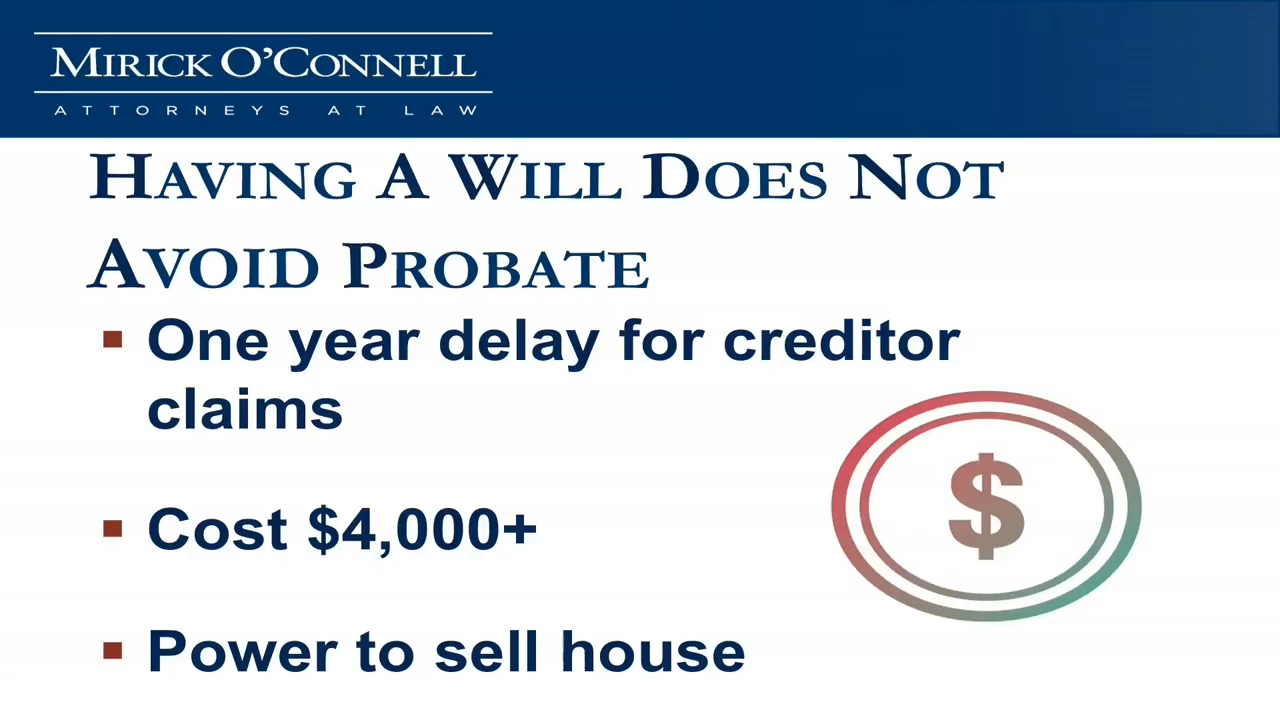 MIRICK O'CONNELL
ATTORNEYS AT LAW
HAVING A WILL DOES NOT
AVOID PROBATE
▪ One year delay for creditor
claims
▪ Cost $4,000+
$
▪ Power to sell house